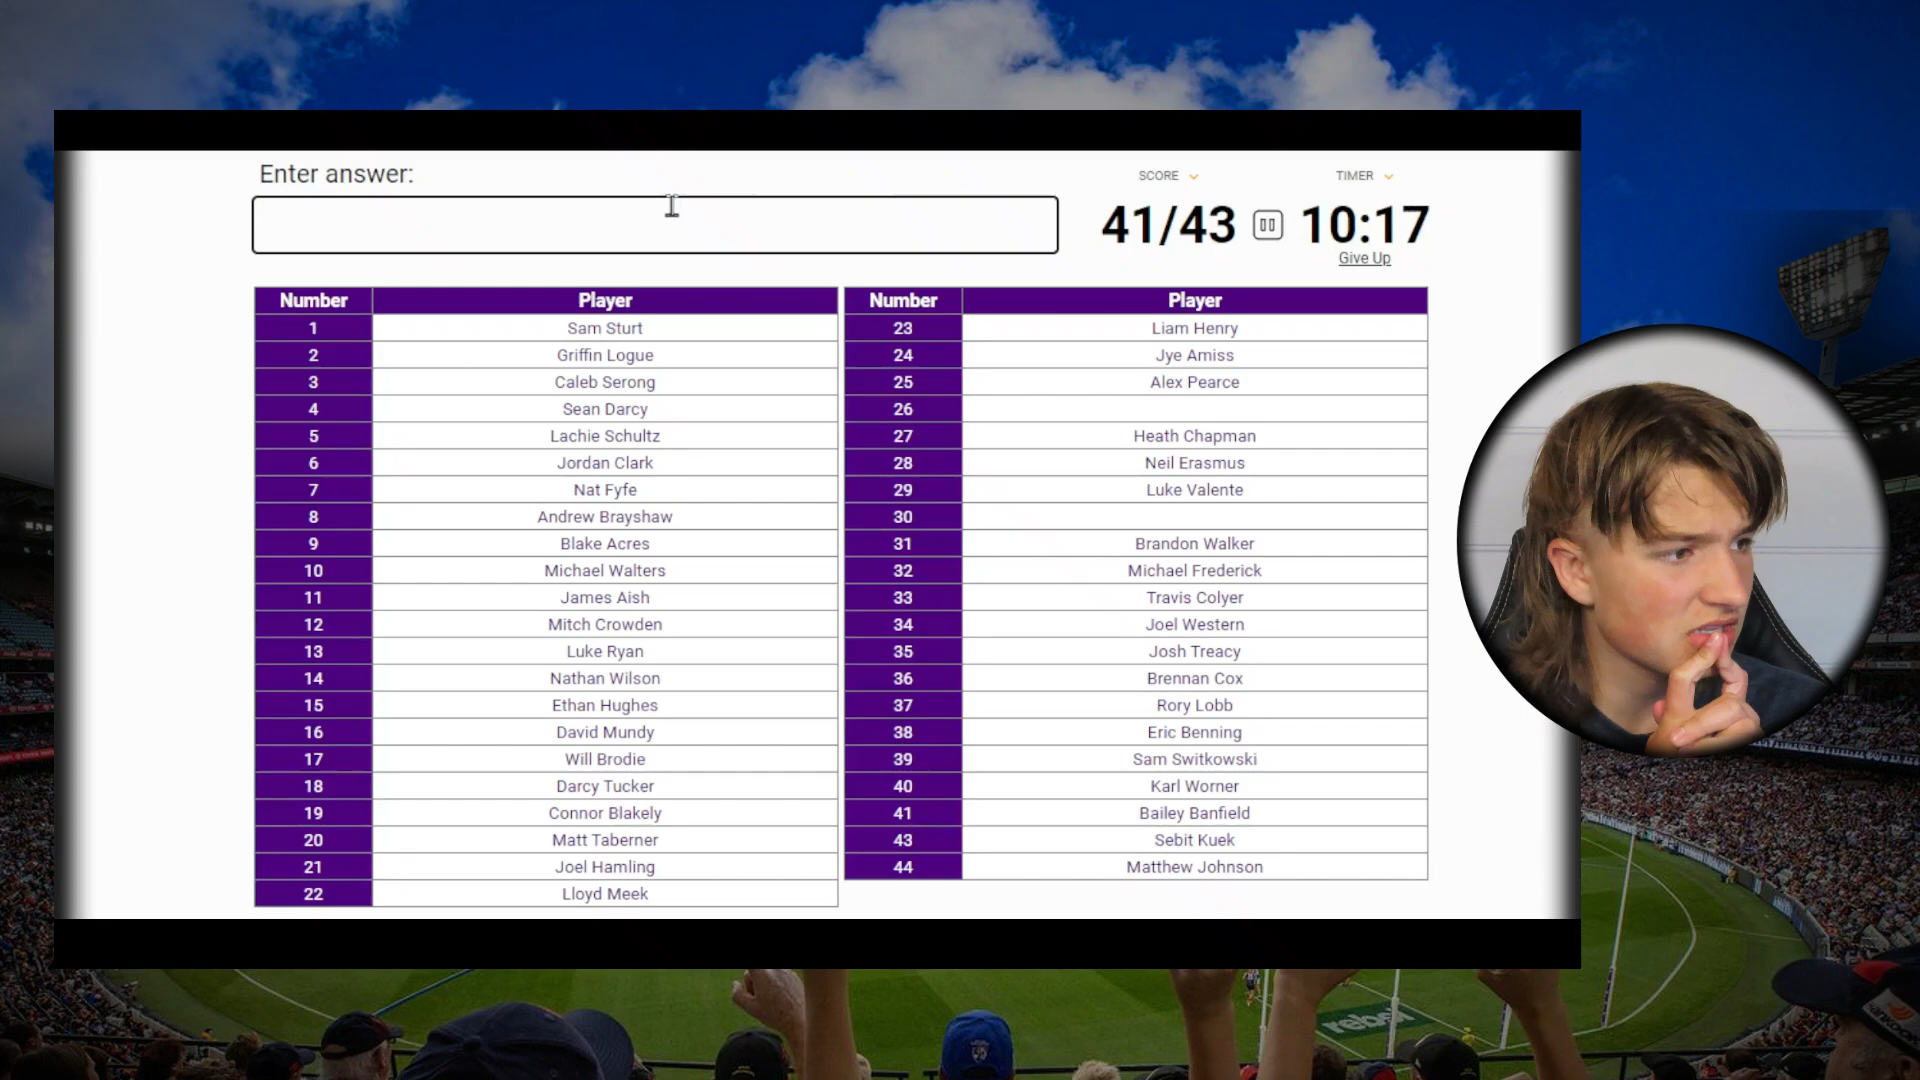 Enter answer:
SCORE
TIMER
41/43
10:17
Give Up
Number Player
1 Sam Sturt
2 Griffin Logue
3 Caleb Serong
4 Sean Darcy
5 Lachie Schultz
6 Jordan Clark
7 Nat Fyfe
8 Andrew Brayshaw
9 Blake Acres
10 Michael Walters
11 James Aish
12 Mitch Crowden
13 Luke Ryan
14 Nathan Wilson
15 Ethan Hughes
16 David Mundy
17 Will Brodie
18 Darcy Tucker
19 Connor Blakely
20 Matt Taberner
21 Joel Hamling
22 Lloyd Meek
Number Player
23 Liam Henry
24 Jye Amiss
25 Alex Pearce
26
27 Heath Chapman
28 Neil Erasmus
29 Luke Valente
30
31 Brandon Walker
32 Michael Frederick
33 Travis Colyer
34 Joel Western
35 Josh Treacy
36 Brennan Cox
37 Rory Lobb
38 Eric Benning
39 Sam Switkowski
40 Karl Worner
41 Bailey Banfield
43 Sebit Kuek
44 Matthew Johnson
rebel